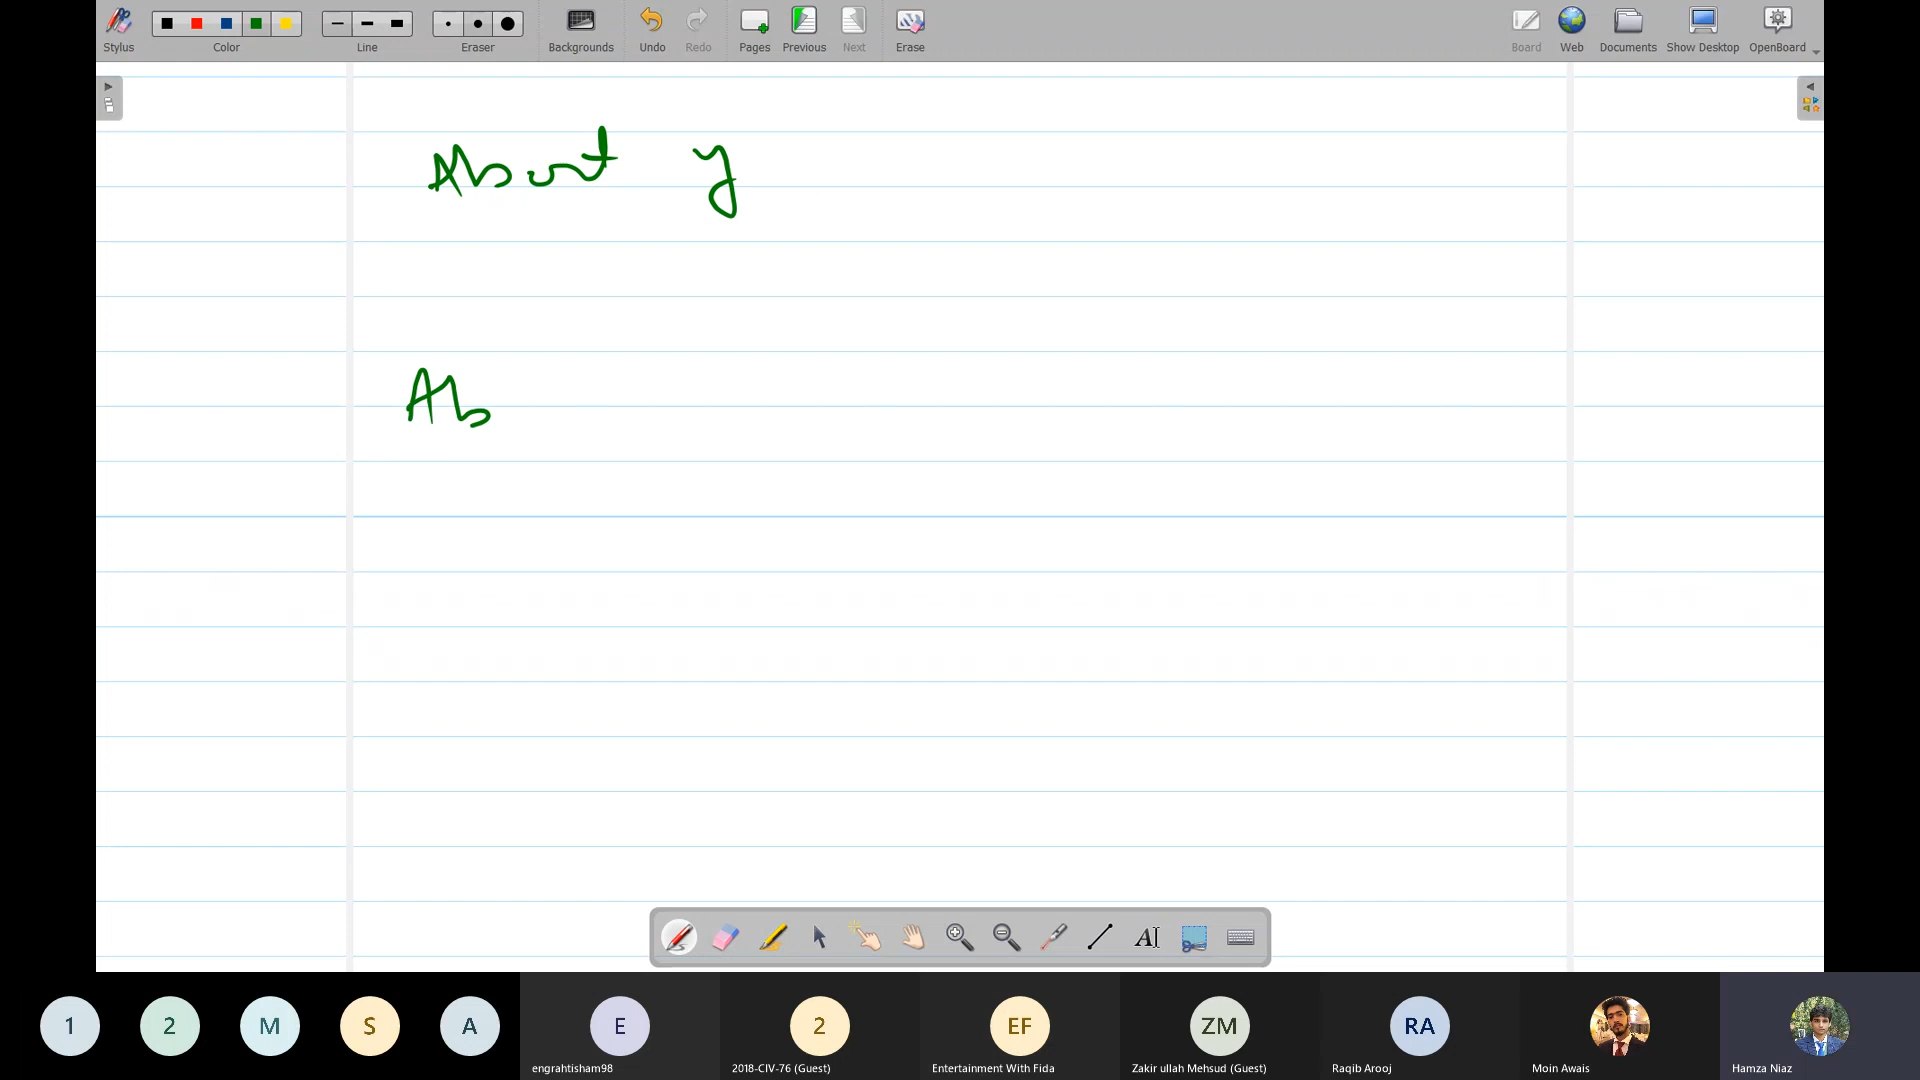 Stylus
Color
Line
Eraser
Backgrounds
Undo
Redo
Pages
Previous
Next
Erase
Board
Web
Documents
Show Desktop
OpenBoard
About y
Ab
A
1
2
M
S
A
E
2
EF
ZM
RA
engrahtisham98
2018-CIV-76 (Guest)
Entertainment With Fida
Zakir ullah Mehsud (Guest)
Raqib Arooj
Moin Awais
Hamza Niaz